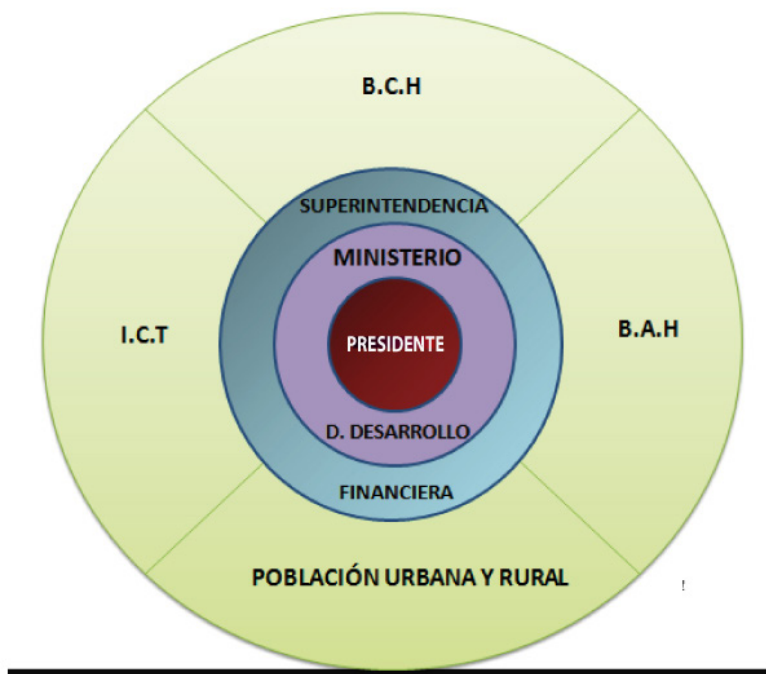 B.C.H
SUPERINTENDENCIA
MINISTERIO
I.C.T
PRESIDENTE
B.A.H
D. DESARROLLO
FINANCIERA
POBLACIÓN URBANA Y RURAL